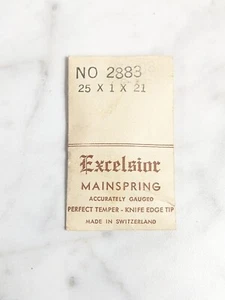 NO 2883
25 X 1 X 21
Excelsior
MAINSPRING
ACCURATELY GAUGED
PERFECT TEMPER - KNIFE EDGE TIP
MADE IN SWITZERLAND